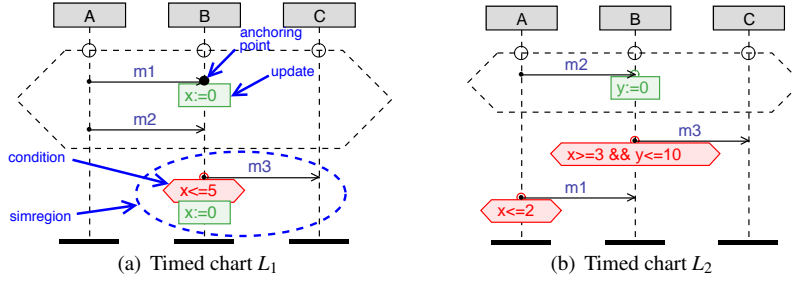 A B C
anchoring
point
m1
update
x:=0
m2
condition
m3
x<=5
simregion
x:=0
(a) Timed chart L1
A B C
m2
y:=0
m3
x>=3 && y<=10
m1
x<=2
(b) Timed chart L2